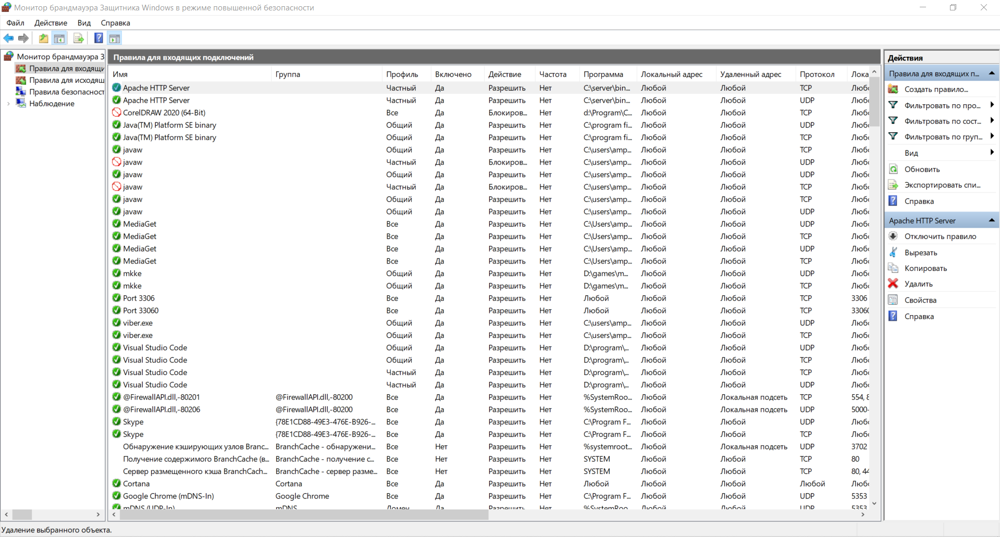 Монитор брандмауэра Защитника Windows в режиме повышенной безопасности
Файл Действие Вид Справка
Монитор брандмауэра З
Правила для входящи
Правила для исходящ
Правила безопасност
Наблюдение
Правила для входящих подключений
Имя Группа Профиль Включено Действие Частота Программа Локальный адрес Удаленный адрес Протокол Лока
Apache HTTP Server Частный Да Разрешить Нет C:\server\bin... Любой Любой TCP Любо
Apache HTTP Server Частный Да Разрешить Нет C:\server\bin... Любой Любой UDP Любо
CorelDRAW 2020 (64-Bit) Все Да Блокиров... Нет d:\Program\C... Любой Любой TCP Любо
Java(TM) Platform SE binary Общий Да Разрешить Нет C:\program fi... Любой Любой UDP Любо
Java(TM) Platform SE binary Общий Да Разрешить Нет C:\program fi... Любой Любой TCP Любо
javaw Общий Да Разрешить Нет C:\users\amp... Любой Любой TCP Любо
javaw Частный Да Блокиров... Нет C:\users\amp... Любой Любой UDP Любо
javaw Общий Да Разрешить Нет C:\users\amp... Любой Любой UDP Любо
javaw Частный Да Блокиров... Нет C:\users\amp... Любой Любой TCP Любо
javaw Общий Да Разрешить Нет C:\users\amp... Любой Любой TCP Любо
javaw Общий Да Разрешить Нет C:\users\amp... Любой Любой UDP Любо
MediaGet Все Да Разрешить Нет C:\Users\amp... Любой Любой UDP Любо
MediaGet Все Да Разрешить Нет C:\Users\amp... Любой Любой TCP Любо
MediaGet Все Да Разрешить Нет C:\Users\amp... Любой Любой UDP Любо
MediaGet Все Да Разрешить Нет C:\Users\amp... Любой Любой TCP Любо
mkke Общий Да Разрешить Нет D:\games\m... Любой Любой UDP Любо
mkke Общий Да Разрешить Нет D:\games\m... Любой Любой TCP Любо
Port 3306 Все Да Разрешить Нет Любой Любой Любой TCP 3306
Port 33060 Все Да Разрешить Нет Любой Любой Любой TCP 33060
viber.exe Общий Да Разрешить Нет C:\users\amp... Любой Любой UDP Любо
viber.exe Общий Да Разрешить Нет C:\users\amp... Любой Любой TCP Любо
Visual Studio Code Общий Да Разрешить Нет D:\program\... Любой Любой UDP Любо
Visual Studio Code Общий Да Разрешить Нет D:\program\... Любой Любой TCP Любо
Visual Studio Code Частный Да Разрешить Нет D:\program\... Любой Любой TCP Любо
Visual Studio Code Частный Да Разрешить Нет D:\program\... Любой Любой UDP Любо
@FirewallAPI.dll,-80201 @FirewallAPI.dll,-80200 Все Да Разрешить Нет %SystemRoo... Любой Локальная подсеть TCP 554, 8
@FirewallAPI.dll,-80206 @FirewallAPI.dll,-80200 Все Да Разрешить Нет %SystemRoo... Любой Локальная подсеть UDP 5000-
Skype {78E1CD88-49E3-476E-B926-... Все Да Разрешить Нет C:\Program F... Любой Любой UDP Любо
Skype {78E1CD88-49E3-476E-B926-... Все Да Разрешить Нет C:\Program F... Любой Любой TCP Любо
Обнаружение кэширующих узлов Branc... BranchCache - обнаружени... Все Нет Разрешить Нет %systemroot... Любой Локальная подсеть UDP 3702
Получение содержимого BranchCache (в... BranchCache - получение с... Все Нет Разрешить Нет SYSTEM Любой Любой TCP 80
Сервер размещенного кэша BranchCach... BranchCache - сервер разме... Все Нет Разрешить Нет SYSTEM Любой Любой TCP 80, 44
Cortana Cortana Все Да Разрешить Нет Любой Любой Любой Любой Любо
Google Chrome (mDNS-In) Google Chrome Все Да Разрешить Нет C:\Program F... Любой Любой UDP 5353
mDNS (UDP-In) mDNS Домен Да Разрешить Нет %SystemRoo... Любой Любой UDP 5353
Действия
Правила для входящих п...
Создать правило...
Фильтровать по про...
Фильтровать по сост...
Фильтровать по груп...
Вид
Обновить
Экспортировать спи...
Справка
Apache HTTP Server
Отключить правило
Вырезать
Копировать
Удалить
Свойства
Справка
Удаление выбранного объекта.